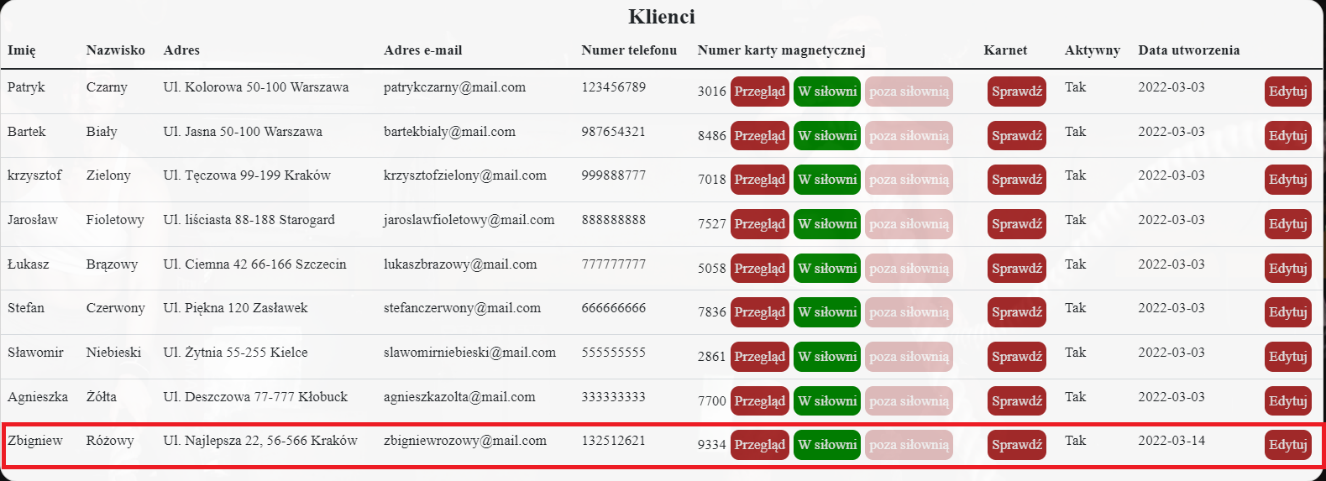 Klienci
Imię Nazwisko Adres Adres e-mail Numer telefonu Numer karty magnetycznej Karnet Aktywny Data utworzenia
Patryk Czarny Ul. Kolorowa 50-100 Warszawa patrykczarny@mail.com 123456789 3016 Przegląd W siłowni poza siłownią Sprawdź Tak 2022-03-03 Edytuj
Bartek Biały Ul. Jasna 50-100 Warszawa bartekbialy@mail.com 987654321 8486 Przegląd W siłowni poza siłownią Sprawdź Tak 2022-03-03 Edytuj
krzysztof Zielony Ul. Tęczowa 99-199 Kraków krzysztofzielony@mail.com 999888777 7018 Przegląd W siłowni poza siłownią Sprawdź Tak 2022-03-03 Edytuj
Jarosław Fioletowy Ul. liściasta 88-188 Starogard jaroslawfioletowy@mail.com 888888888 7527 Przegląd W siłowni poza siłownią Sprawdź Tak 2022-03-03 Edytuj
Łukasz Brązowy Ul. Ciemna 42 66-166 Szczecin lukaszbrazowy@mail.com 777777777 5058 Przegląd W siłowni poza siłownią Sprawdź Tak 2022-03-03 Edytuj
Stefan Czerwony Ul. Piękna 120 Zasławek stefanczerwony@mail.com 666666666 7836 Przegląd W siłowni poza siłownią Sprawdź Tak 2022-03-03 Edytuj
Sławomir Niebieski Ul. Żytnia 55-255 Kielce slawomirniebieski@mail.com 555555555 2861 Przegląd W siłowni poza siłownią Sprawdź Tak 2022-03-03 Edytuj
Agnieszka Żółta Ul. Deszczowa 77-777 Kłobuck agnieszkazolta@mail.com 333333333 7700 Przegląd W siłowni poza siłownią Sprawdź Tak 2022-03-03 Edytuj
Zbigniew Różowy Ul. Najlepsza 22, 56-566 Kraków zbigniewrozowy@mail.com 132512621 9334 Przegląd W siłowni poza siłownią Sprawdź Tak 2022-03-14 Edytuj